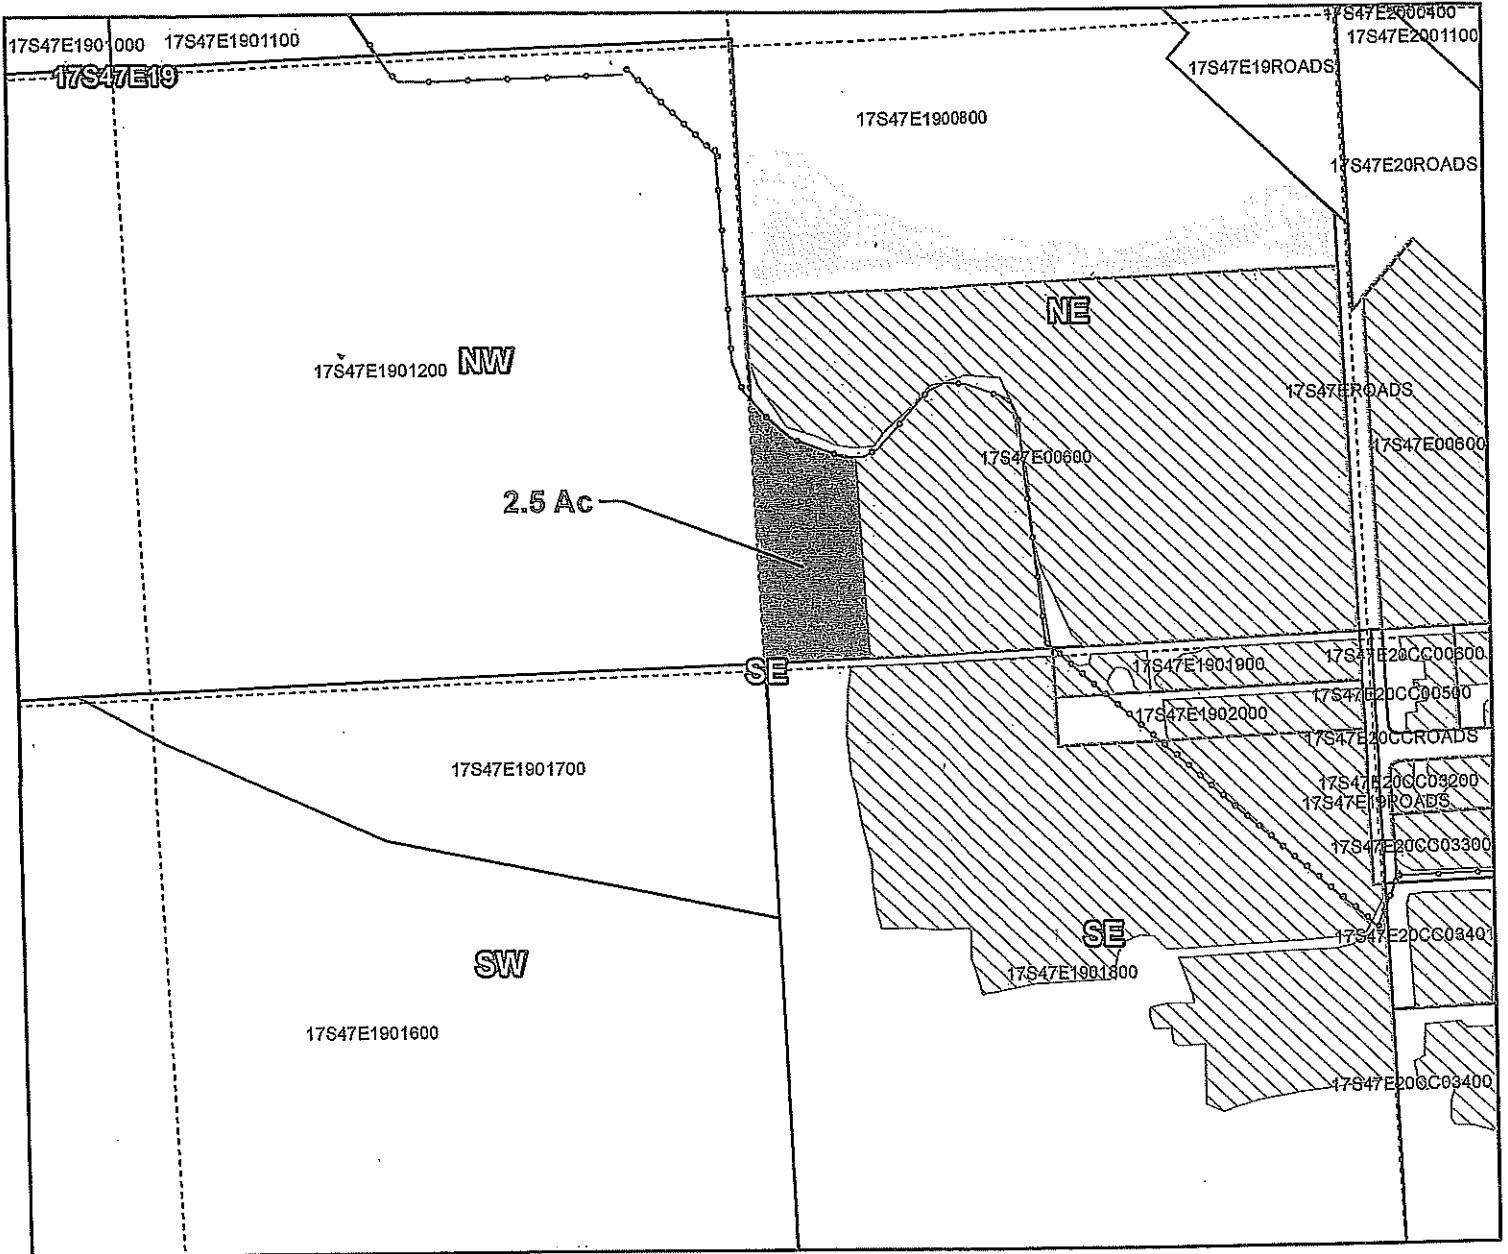 17S47E2000400
17S47E1901000
17S47E1901100
17S47E2001100
17S47E19
17S47E19ROADS
17S47E1900800
17S47E20ROADS
NE
17S47E1901200
NW
17S47EROADS
17S47E00600
17S47E00600
2.5 Ac
SE
17S47E1901900
17S47E20CC00600
17S47E20CC00500
17S47E1902000
17S47E20CCROADS
17S47E1901700
17S47E20CC03200
17S47E19ROADS
17S47E20CC03300
SE
17S47E20CC03401
SW
17S47E1901800
17S47E1901600
17S47E20CC03400